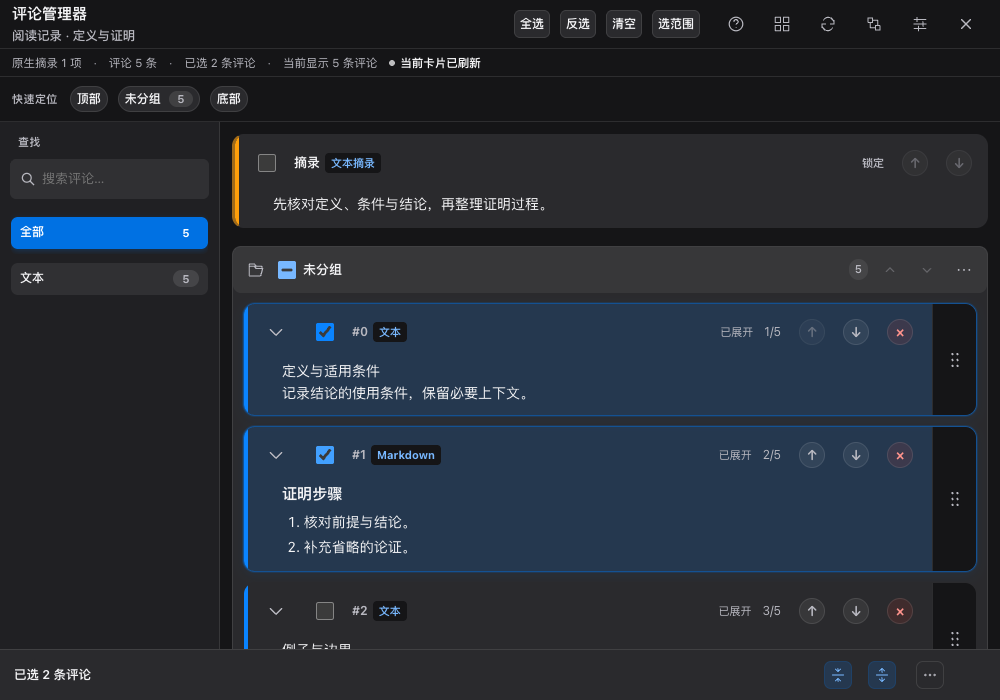 评论管理器
阅读记录 · 定义与证明
全选 反选 清空 选范围
原生摘录 1 项 · 评论 5 条 · 已选 2 条评论 · 当前显示 5 条评论 当前卡片已刷新
快速定位 顶部 未分组 5 底部
查找
搜索评论...
全部 5
文本 5
摘录 文本摘录 锁定
先核对定义、条件与结论，再整理证明过程。
未分组 5
#0 文本 已展开 1/5
定义与适用条件
记录结论的使用条件，保留必要上下文。
#1 Markdown 已展开 2/5
证明步骤
1. 核对前提与结论。
2. 补充省略的论证。
#2 文本 已展开 3/5
例子与边界
已选 2 条评论